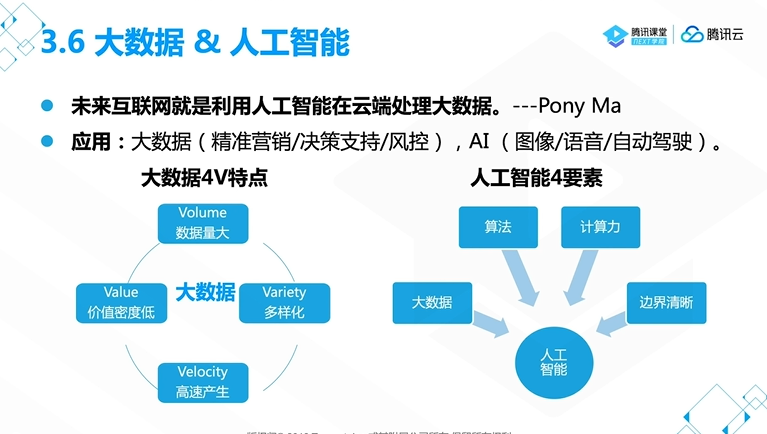 3.6 大数据 & 人工智能
腾讯课堂
NEXT学院
腾讯云
未来互联网就是利用人工智能在云端处理大数据。---Pony Ma
应用：大数据（精准营销/决策支持/风控），AI（图像/语音/自动驾驶）。
大数据4V特点
人工智能4要素
Volume
数据量大
Value
价值密度低
大数据
Variety
多样化
Velocity
高速产生
算法
计算力
大数据
边界清晰
人工
智能